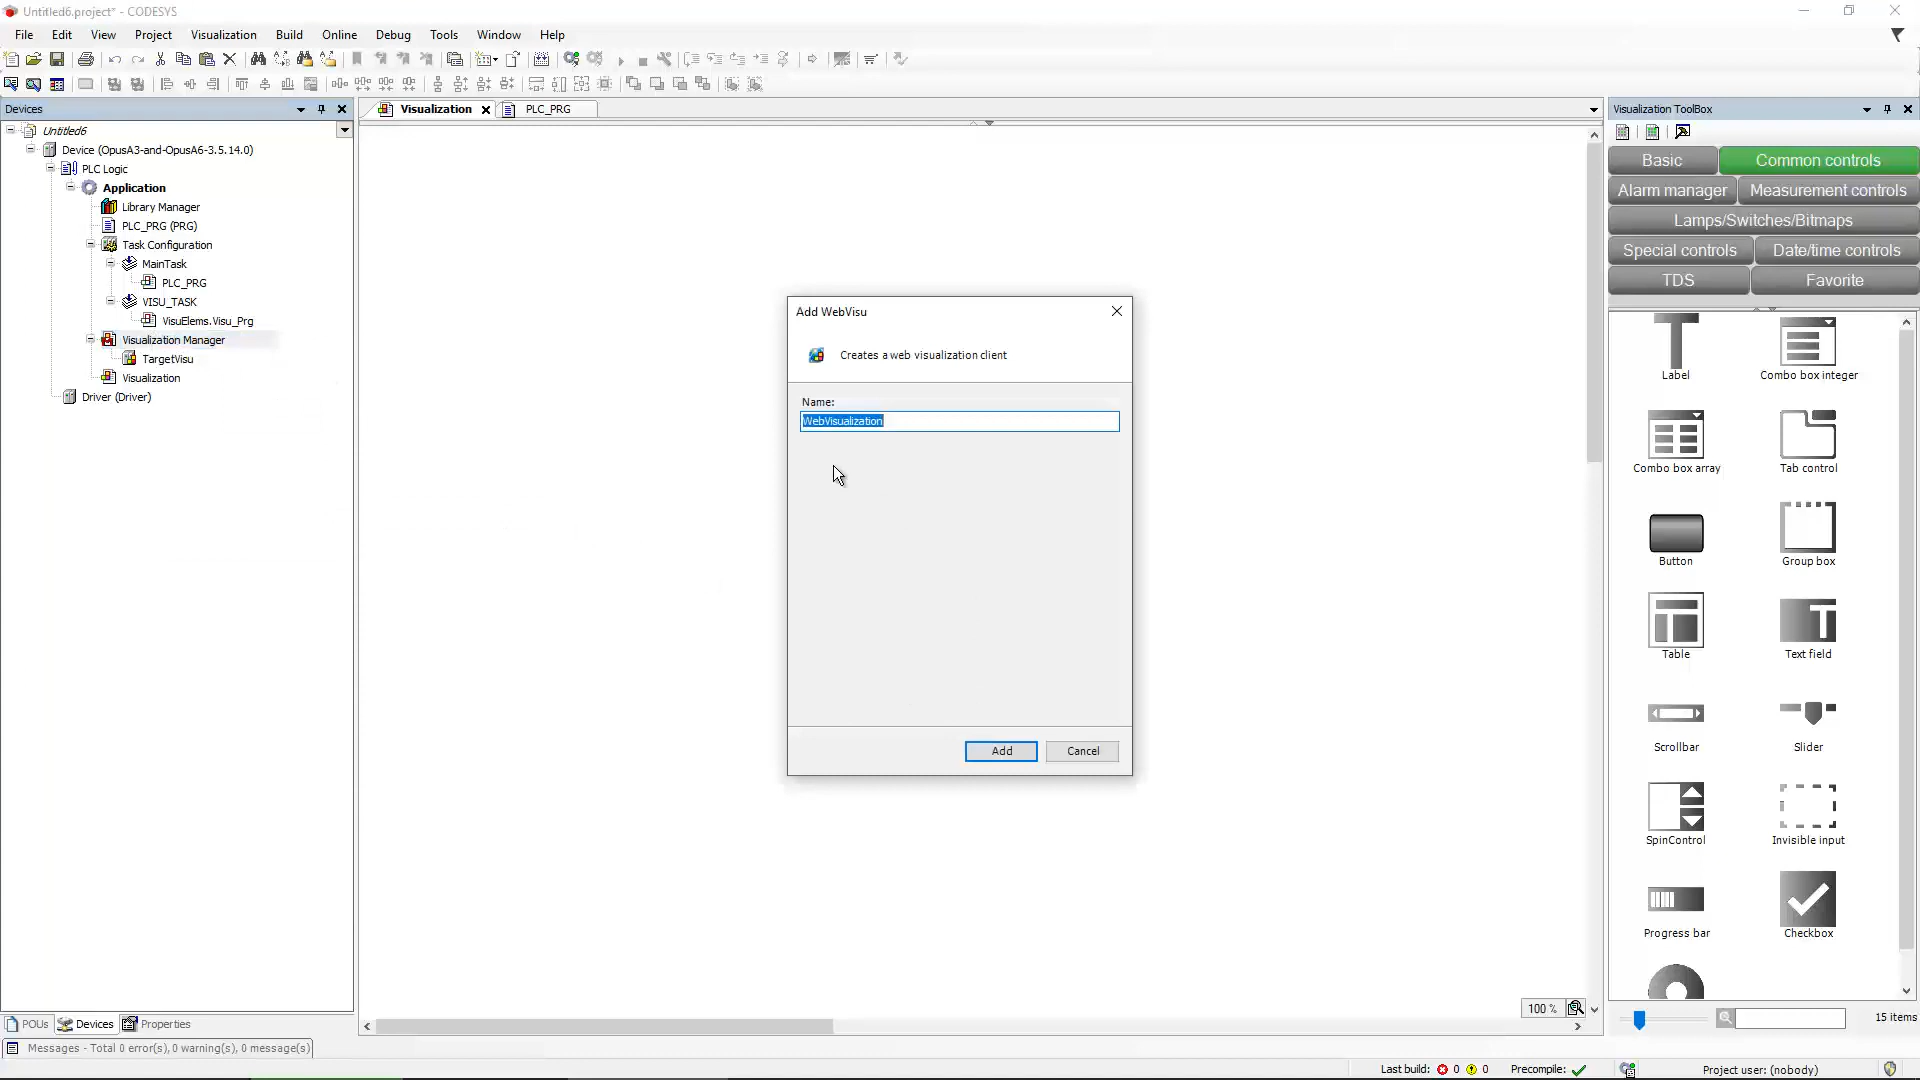 Untitled6.project* - CODESYS
File Edit View Project Visualization Build Online Debug Tools Window Help
Devices
Untitled6
Device (OpusA3-and-OpusA6-3.5.14.0)
PLC Logic
Application
Library Manager
PLC_PRG (PRG)
Task Configuration
MainTask
PLC_PRG
VISU_TASK
VisuElems.Visu_Prg
Visualization Manager
TargetVisu
Visualization
Driver (Driver)
POUs Devices Properties
Messages - Total 0 error(s), 0 warning(s), 0 message(s)
Visualization PLC_PRG
Add WebVisu
Creates a web visualization client
Name:
WebVisualization
Add Cancel
100 %
Visualization ToolBox
Basic Common controls
Alarm manager Measurement controls
Lamps/Switches/Bitmaps
Special controls Date/time controls
TDS Favorite
Label Combo box integer
Combo box array Tab control
Button Group box
Table Text field
Scrollbar Slider
SpinControl Invisible input
Progress bar Checkbox
15 items
Last build: 0 0 Precompile: Project user: (nobody)